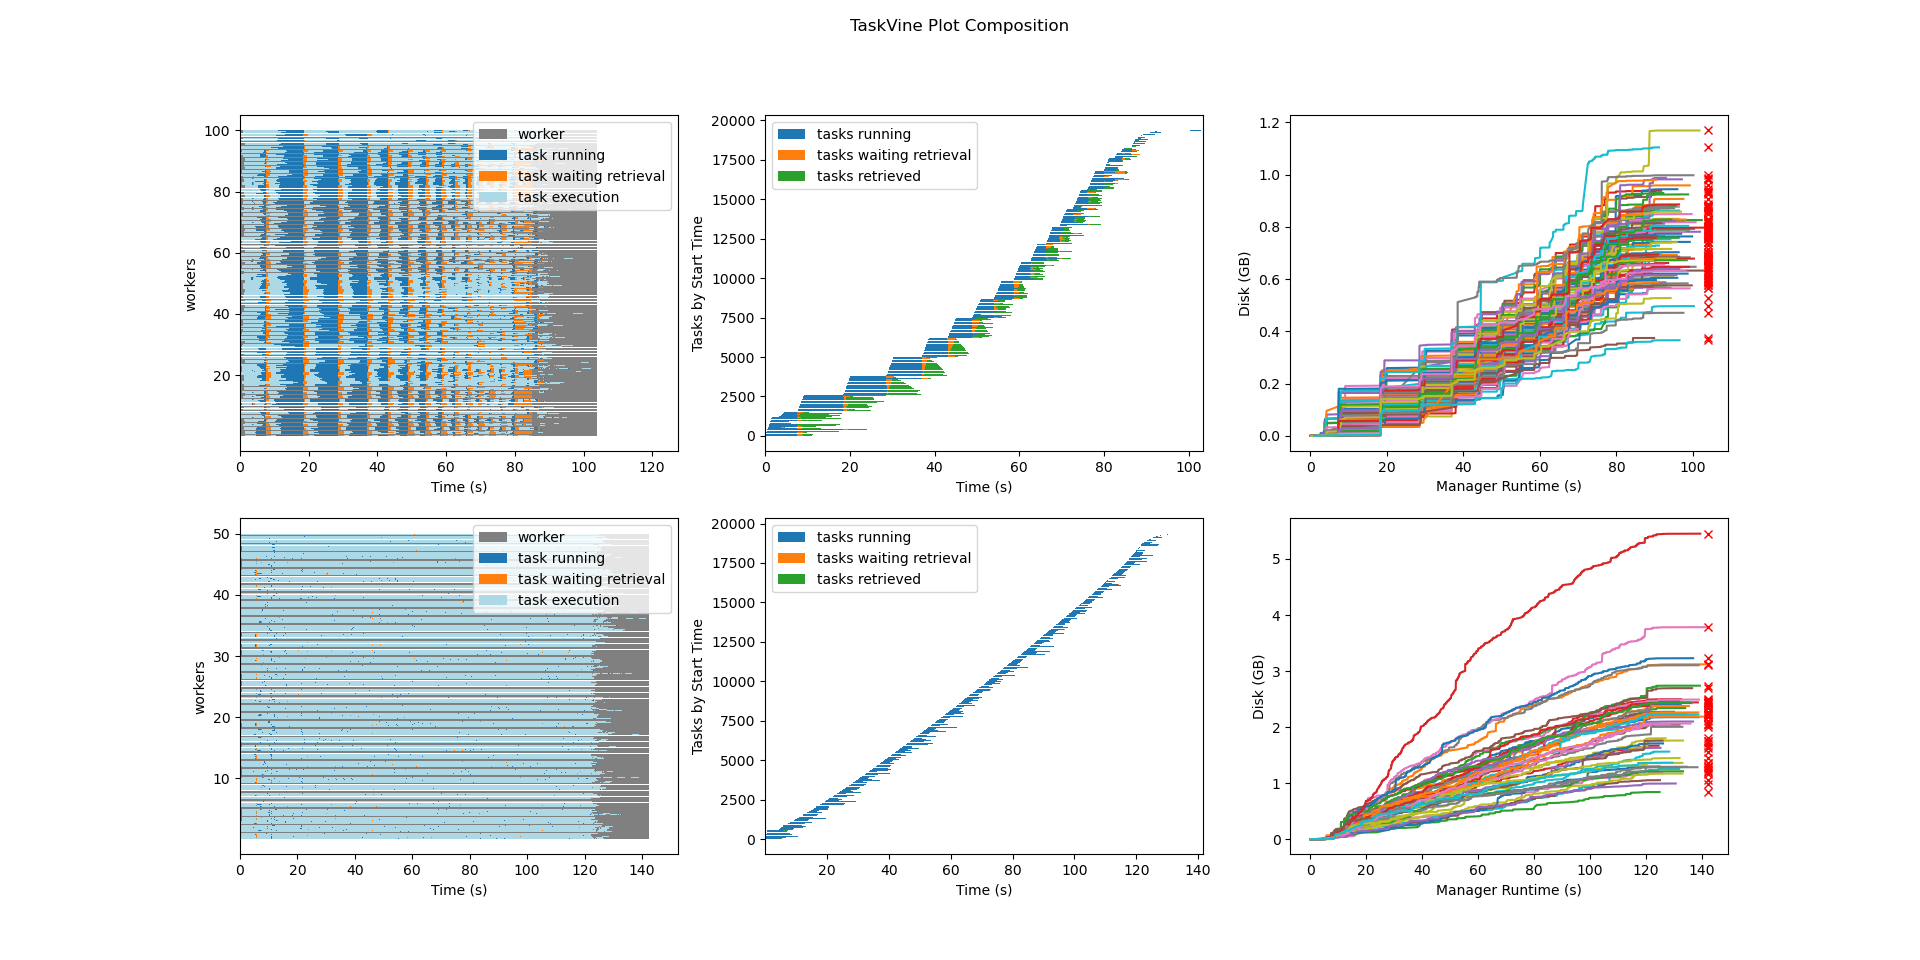 TaskVine Plot Composition
workers
100
80
60
40
20
0 20 40 60 80 100 120
Time (s)
worker
task running
task waiting retrieval
task execution
Tasks by Start Time
20000
17500
15000
12500
10000
7500
5000
2500
0
0 20 40 60 80 100
Time (s)
tasks running
tasks waiting retrieval
tasks retrieved
Disk (GB)
1.2
1.0
0.8
0.6
0.4
0.2
0.0
0 20 40 60 80 100
Manager Runtime (s)
workers
50
40
30
20
10
0 20 40 60 80 100 120 140
Time (s)
worker
task running
task waiting retrieval
task execution
Tasks by Start Time
20000
17500
15000
12500
10000
7500
5000
2500
0
20 40 60 80 100 120 140
Time (s)
tasks running
tasks waiting retrieval
tasks retrieved
Disk (GB)
5
4
3
2
1
0
0 20 40 60 80 100 120 140
Manager Runtime (s)